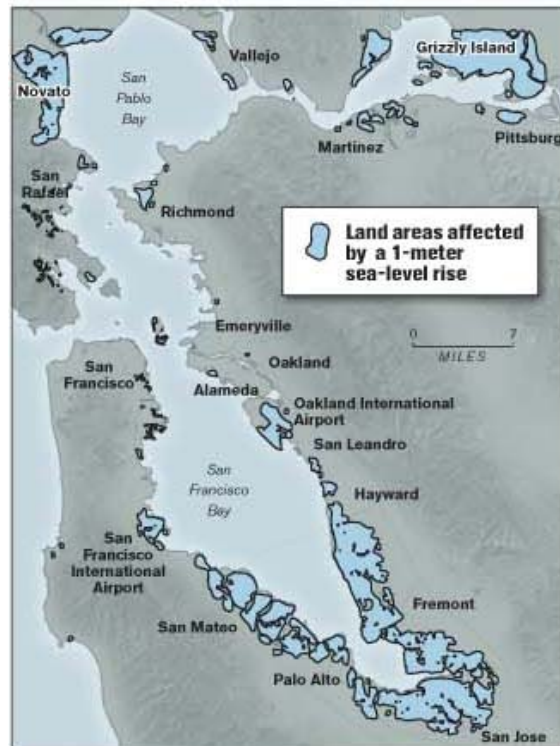 Vallejo
Grizzly Island
San
Pablo
Bay
Novato
Martinez
Pittsburg
San
Rafael
Richmond
Land areas affected
by a 1-meter
sea-level rise
Emeryville
0 7
MILES
San
Francisco
Oakland
Alameda
Oakland International
Airport
San Leandro
San
Francisco
Bay
Hayward
San
Francisco
International
Airport
Fremont
San Mateo
Palo Alto
San Jose